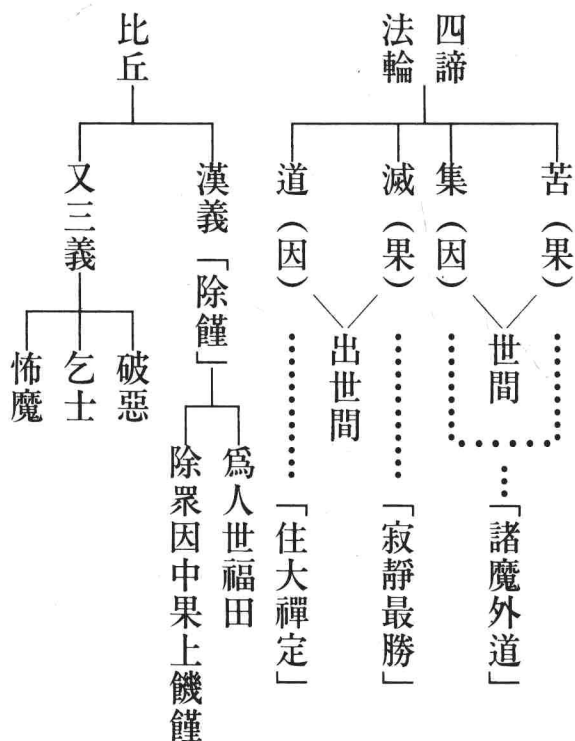 四諦
法輪
苦（果）
集（因）
世間
「諸魔外道」
滅（果）
道（因）
出世間
「寂靜最勝」
「住大禪定」
比丘
漢義「除饉」
爲人世福田
除眾因中果上饑饉
又三義
破惡
乞士
怖魔